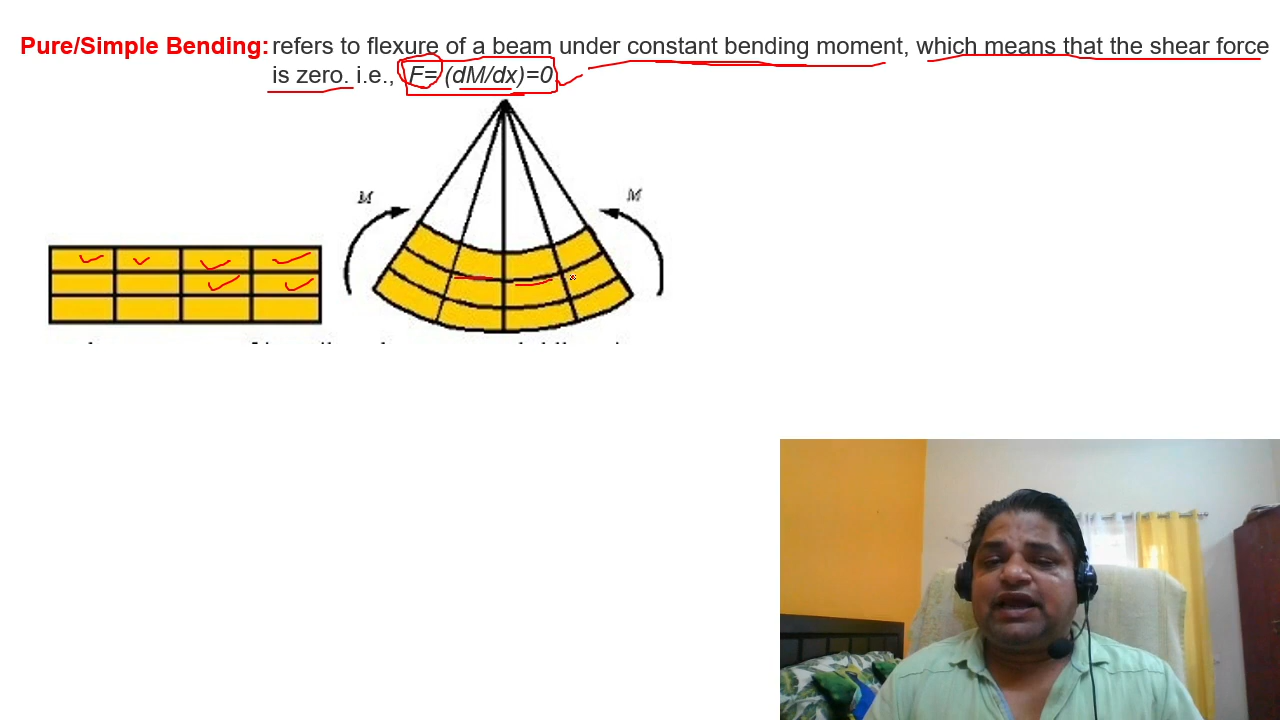 Pure/Simple Bending: refers to flexure of a beam under constant bending moment, which means that the shear force
is zero. i.e., F= (dM/dx)=0
M
M